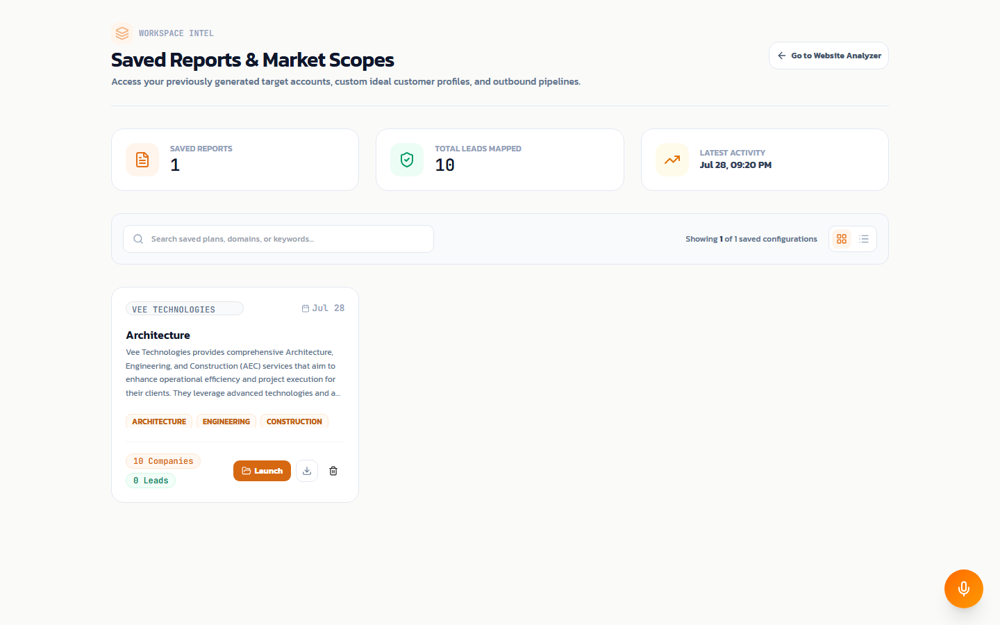 WORKSPACE INTEL
Saved Reports & Market Scopes
Access your previously generated target accounts, custom ideal customer profiles, and outbound pipelines.
Go to Website Analyzer
SAVED REPORTS
1
TOTAL LEADS MAPPED
10
LATEST ACTIVITY
Jul 28, 09:20 PM
Search saved plans, domains, or keywords...
Showing 1 of 1 saved configurations
VEE TECHNOLOGIES
Jul 28
Architecture
Vee Technologies provides comprehensive Architecture,
Engineering, and Construction (AEC) services that aim to
enhance operational efficiency and project execution for
their clients. They leverage advanced technologies and a...
ARCHITECTURE ENGINEERING CONSTRUCTION
10 Companies
0 Leads
Launch